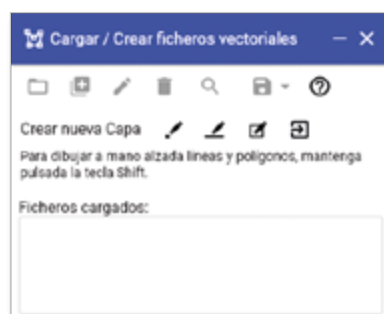 Cargar / Crear ficheros vectoriales
Crear nueva Capa
Para dibujar a mano alzada líneas y polígonos, mantenga
pulsada la tecla Shift.
Ficheros cargados: